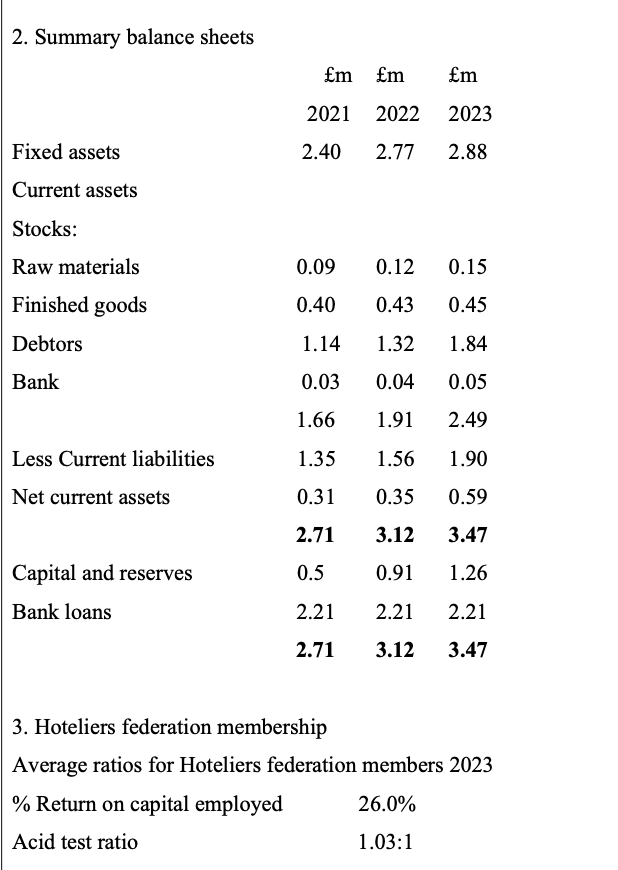 2. Summary balance sheets
£m £m £m
2021 2022 2023
Fixed assets 2.40 2.77 2.88
Current assets
Stocks:
Raw materials 0.09 0.12 0.15
Finished goods 0.40 0.43 0.45
Debtors 1.14 1.32 1.84
Bank 0.03 0.04 0.05
1.66 1.91 2.49
Less Current liabilities 1.35 1.56 1.90
Net current assets 0.31 0.35 0.59
2.71 3.12 3.47
Capital and reserves 0.5 0.91 1.26
Bank loans 2.21 2.21 2.21
2.71 3.12 3.47
3. Hoteliers federation membership
Average ratios for Hoteliers federation members 2023
% Return on capital employed 26.0%
Acid test ratio 1.03:1